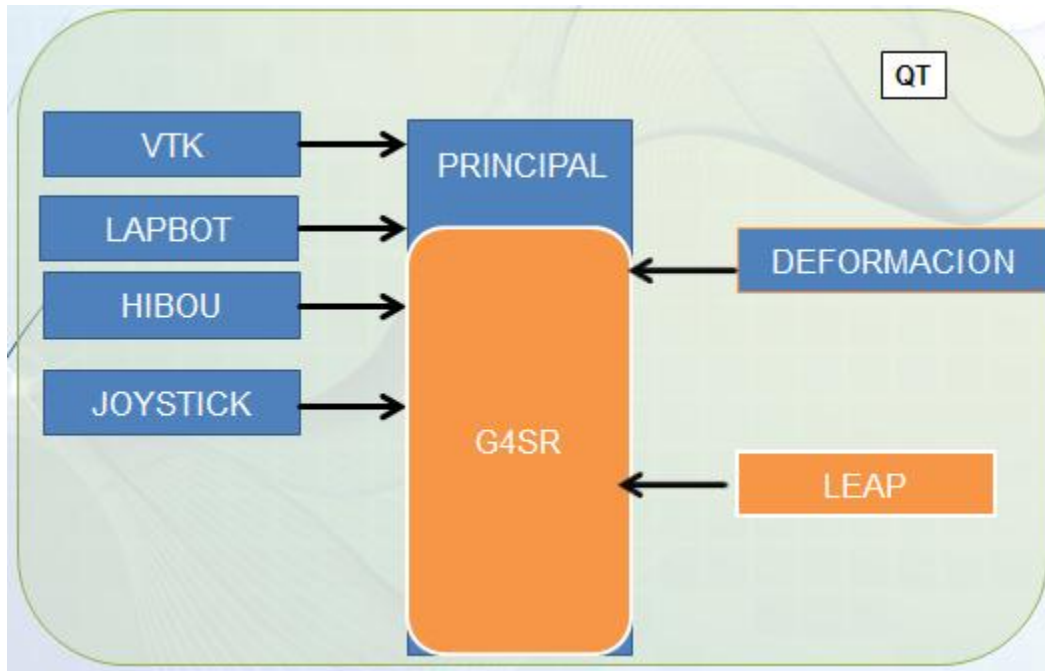 QT
VTK
PRINCIPAL
LAPBOT
DEFORMACION
HIBOU
JOYSTICK
G4SR
LEAP